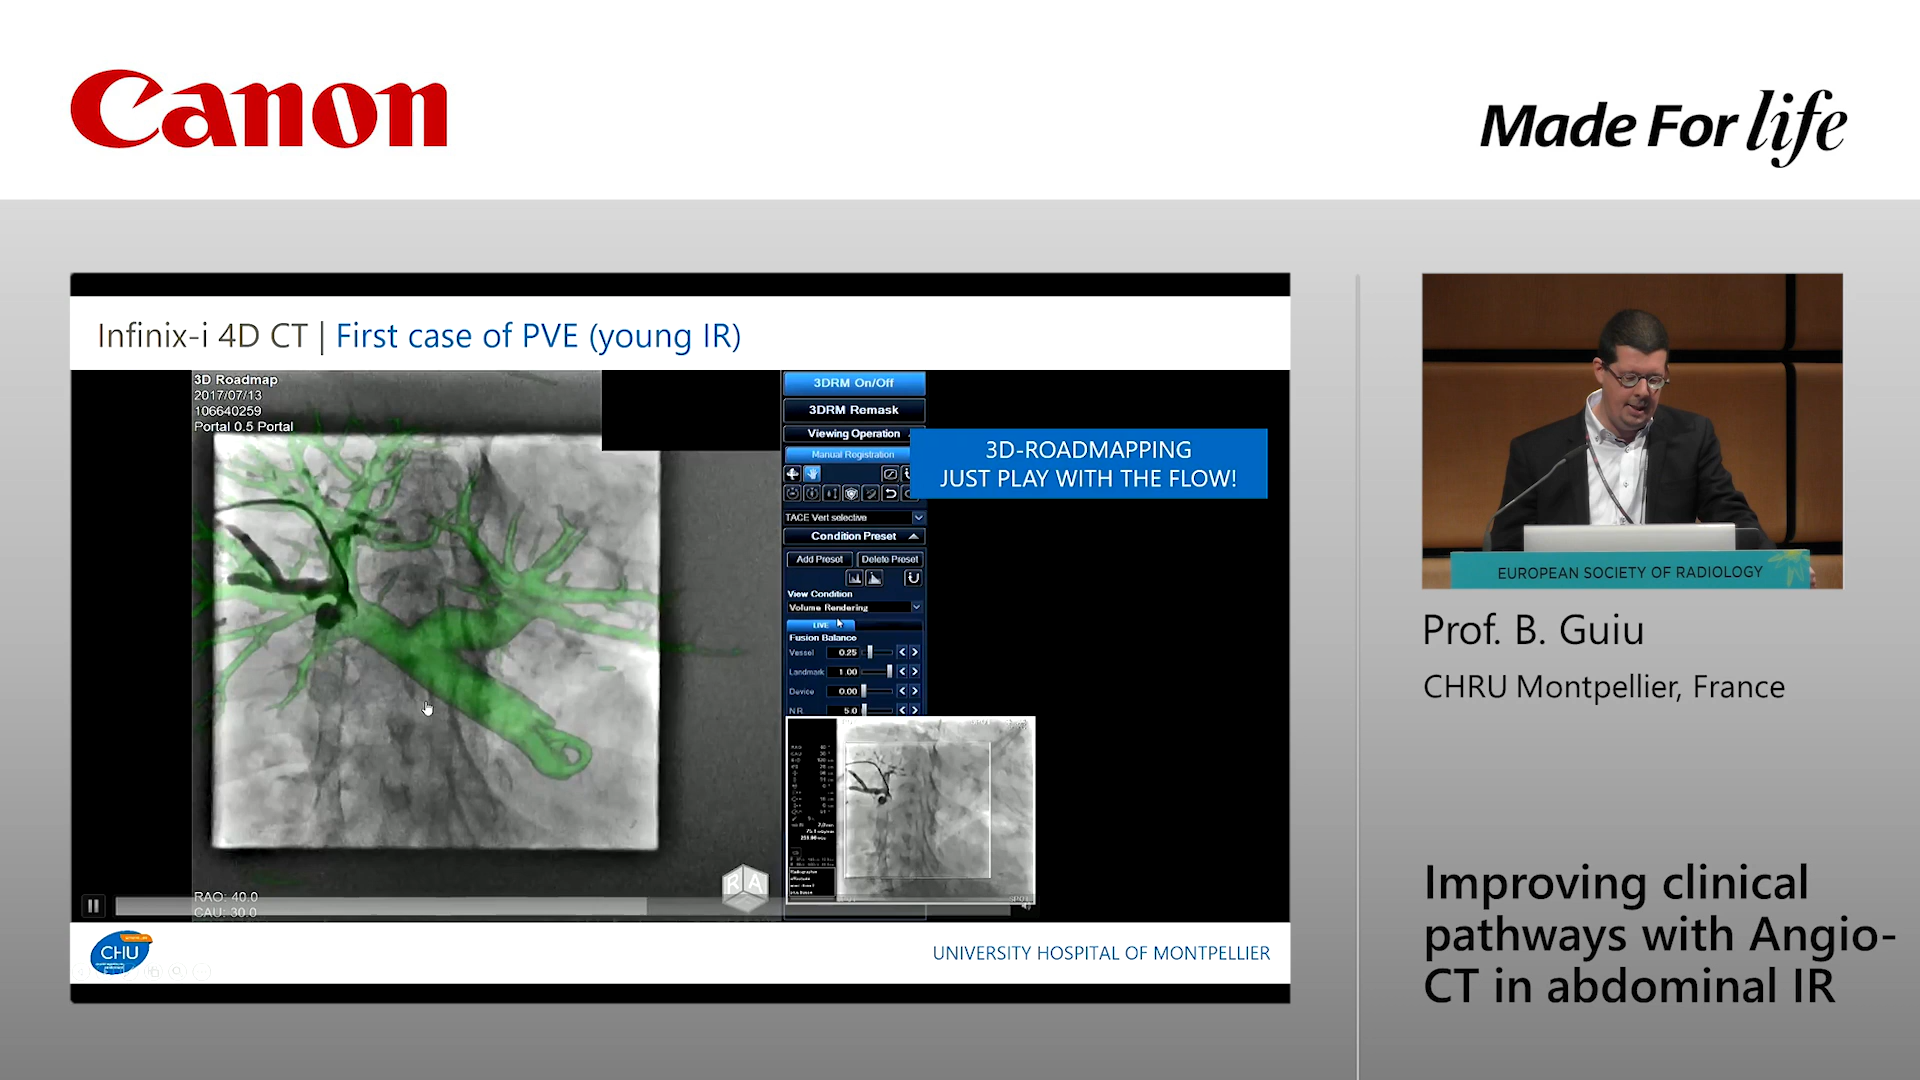 Canon
Made For life
Infinix-i 4D CT | First case of PVE (young IR)
3D Roadmap
2017/07/13
106640259
Portal 0.5 Portal
3DRM On/Off
3DRM Remask
Viewing Operation
Manual Registration
3D-ROADMAPPING
JUST PLAY WITH THE FLOW!
TACE Vert selective
Condition Preset
Add Preset
Delete Preset
View Condition
Volume Rendering
LIVE
Fusion Balance
Vessel 0.25
Landmark 1.00
Device 0.00
N.R. 5.0
RAO: 40.0
CAU: 30.0
R A
CHU
UNIVERSITY HOSPITAL OF MONTPELLIER
EUROPEAN SOCIETY OF RADIOLOGY
Prof. B. Guiu
CHRU Montpellier, France
Improving clinical
pathways with Angio-
CT in abdominal IR